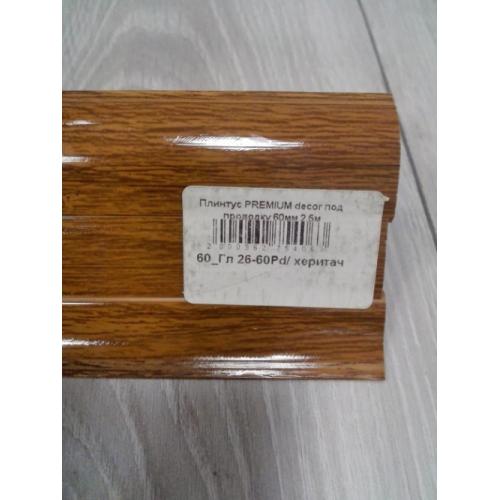 Плинтус PREMIUM decor под
проводку 60мм 2.5м
60_Гл 26-60Pd/ херитач